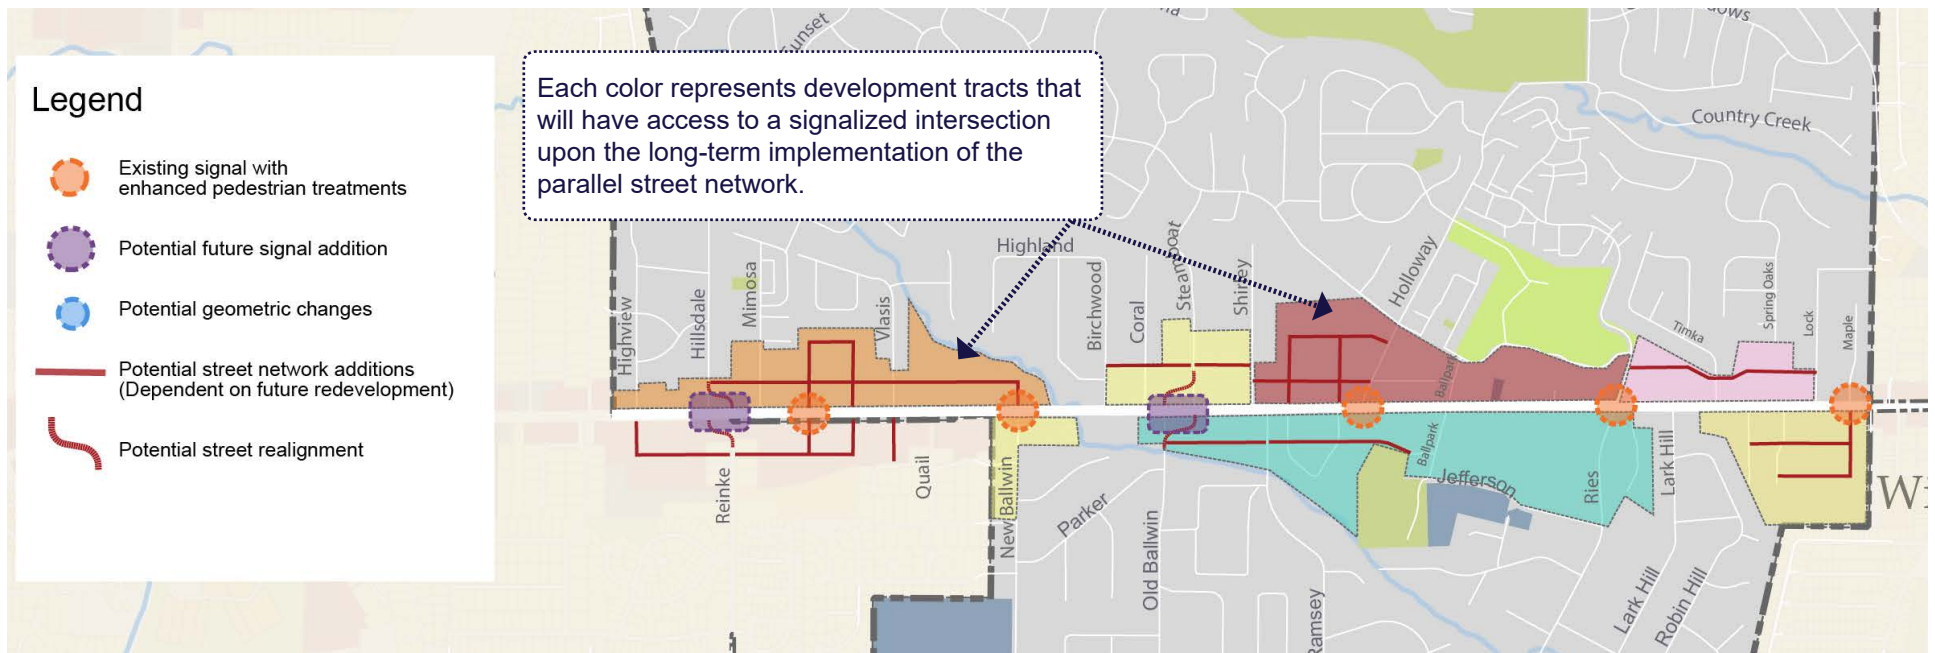 Legend
Existing signal with
enhanced pedestrian treatments
Potential future signal addition
Potential geometric changes
Potential street network additions
(Dependent on future redevelopment)
Potential street realignment
Each color represents development tracts that
will have access to a signalized intersection
upon the long-term implementation of the
parallel street network.
Sunset
Country Creek
Highland
Highview
Hillsdale
Mimosa
Vlasis
Birchwood
Coral
Steamboat
Shirley
Holloway
Ballpark
Timka
Spring Oaks
Lock
Maple
Reinke
Quail
New Ballwin
Parker
Old Ballwin
Ramsey
Ballpark
Jefferson
Ries
Lark Hill
Lark Hill
Robin Hill